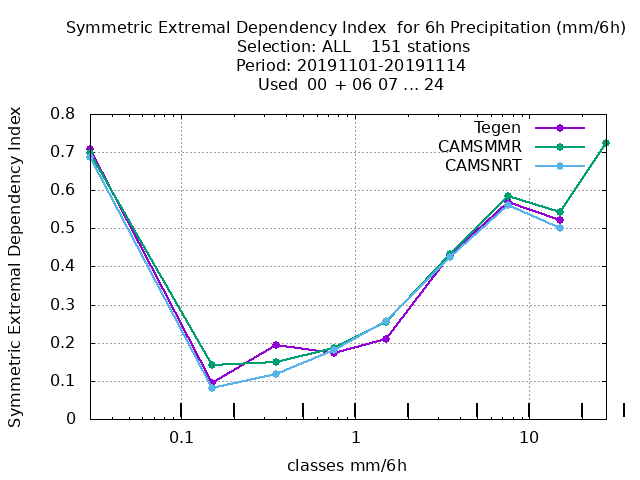 Symmetric Extremal Dependency Index  for 6h Precipitation (mm/6h)
Selection: ALL    151 stations
Period: 20191101-20191114
Used  00  + 06 07 ... 24
Symmetric Extremal Dependency Index
0.8
0.7
0.6
0.5
0.4
0.3
0.2
0.1
0
Tegen
CAMSMMR
CAMSNRT
0.1
1
10
classes mm/6h